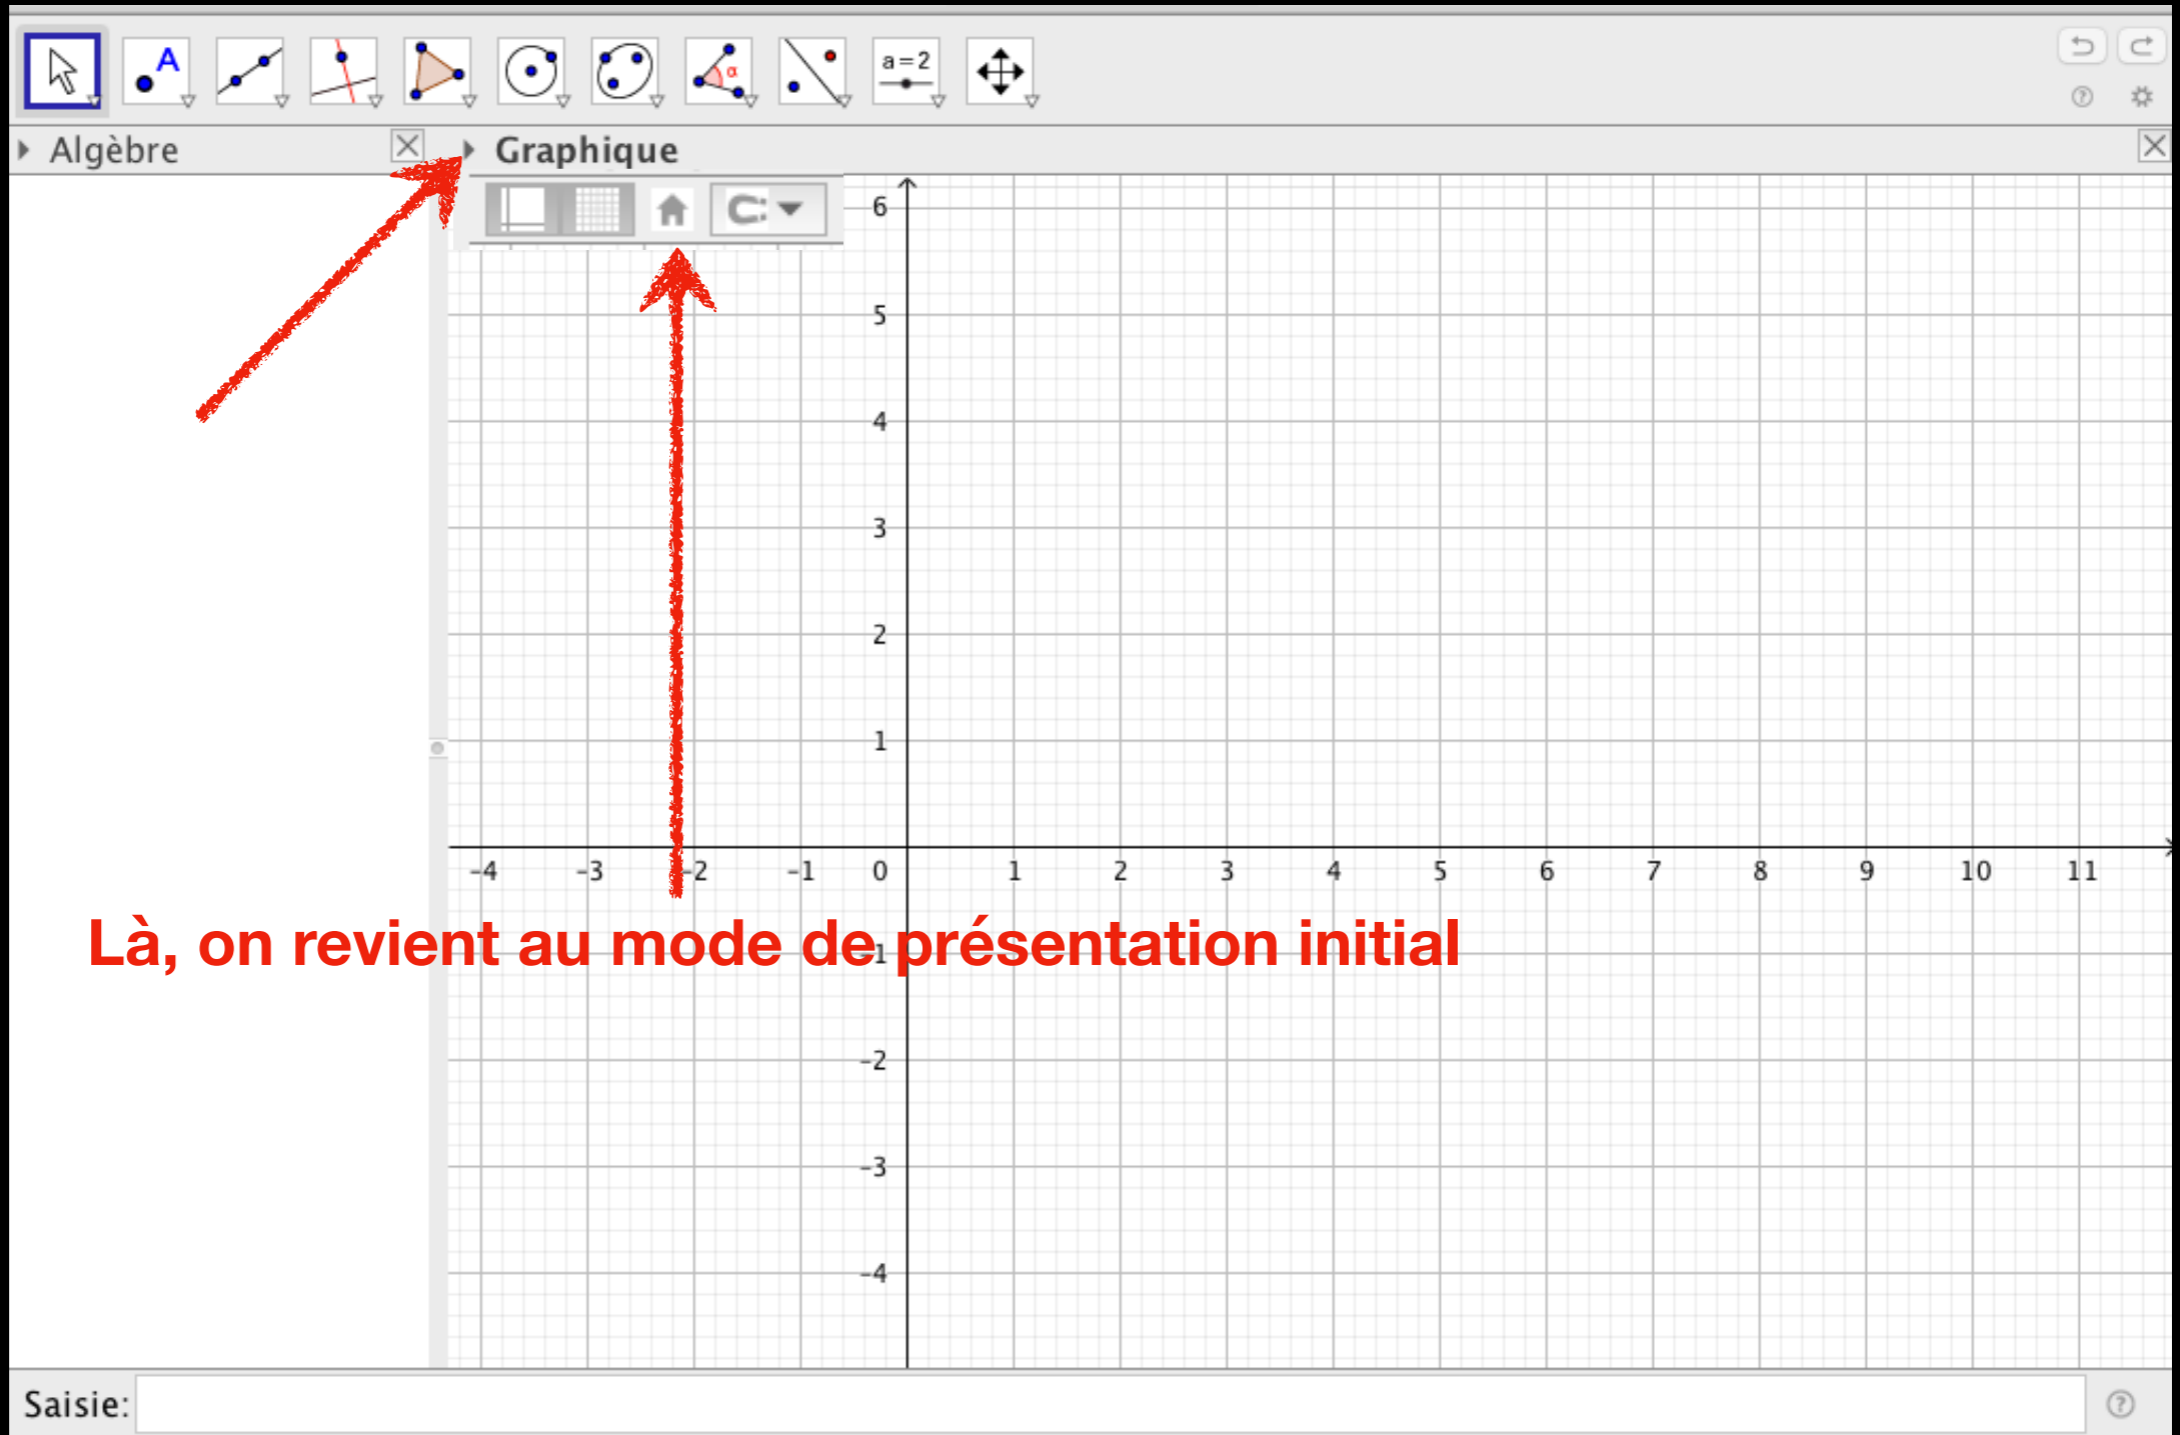 A
α
a=2
Algèbre
Graphique
6
5
4
3
2
1
-4 -3 -2 -1 0 1 2 3 4 5 6 7 8 9 10 11
Là, on revient au mode de présentation initial
-1
-2
-3
-4
Saisie: